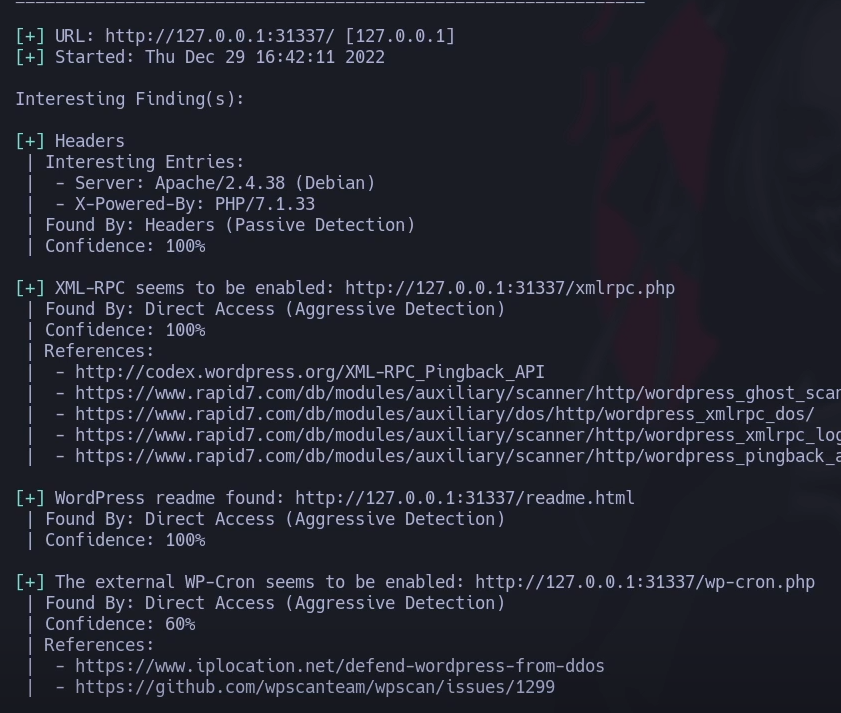 [+] URL: http://127.0.0.1:31337/ [127.0.0.1]
[+] Started: Thu Dec 29 16:42:11 2022
Interesting Finding(s):
[+] Headers
| Interesting Entries:
|  - Server: Apache/2.4.38 (Debian)
|  - X-Powered-By: PHP/7.1.33
| Found By: Headers (Passive Detection)
| Confidence: 100%
[+] XML-RPC seems to be enabled: http://127.0.0.1:31337/xmlrpc.php
| Found By: Direct Access (Aggressive Detection)
| Confidence: 100%
| References:
|  - http://codex.wordpress.org/XML-RPC_Pingback_API
|  - https://www.rapid7.com/db/modules/auxiliary/scanner/http/wordpress_ghost_scan
|  - https://www.rapid7.com/db/modules/auxiliary/dos/http/wordpress_xmlrpc_dos/
|  - https://www.rapid7.com/db/modules/auxiliary/scanner/http/wordpress_xmlrpc_log
|  - https://www.rapid7.com/db/modules/auxiliary/scanner/http/wordpress_pingback_a
[+] WordPress readme found: http://127.0.0.1:31337/readme.html
| Found By: Direct Access (Aggressive Detection)
| Confidence: 100%
[+] The external WP-Cron seems to be enabled: http://127.0.0.1:31337/wp-cron.php
| Found By: Direct Access (Aggressive Detection)
| Confidence: 60%
| References:
|  - https://www.iplocation.net/defend-wordpress-from-ddos
|  - https://github.com/wpscanteam/wpscan/issues/1299